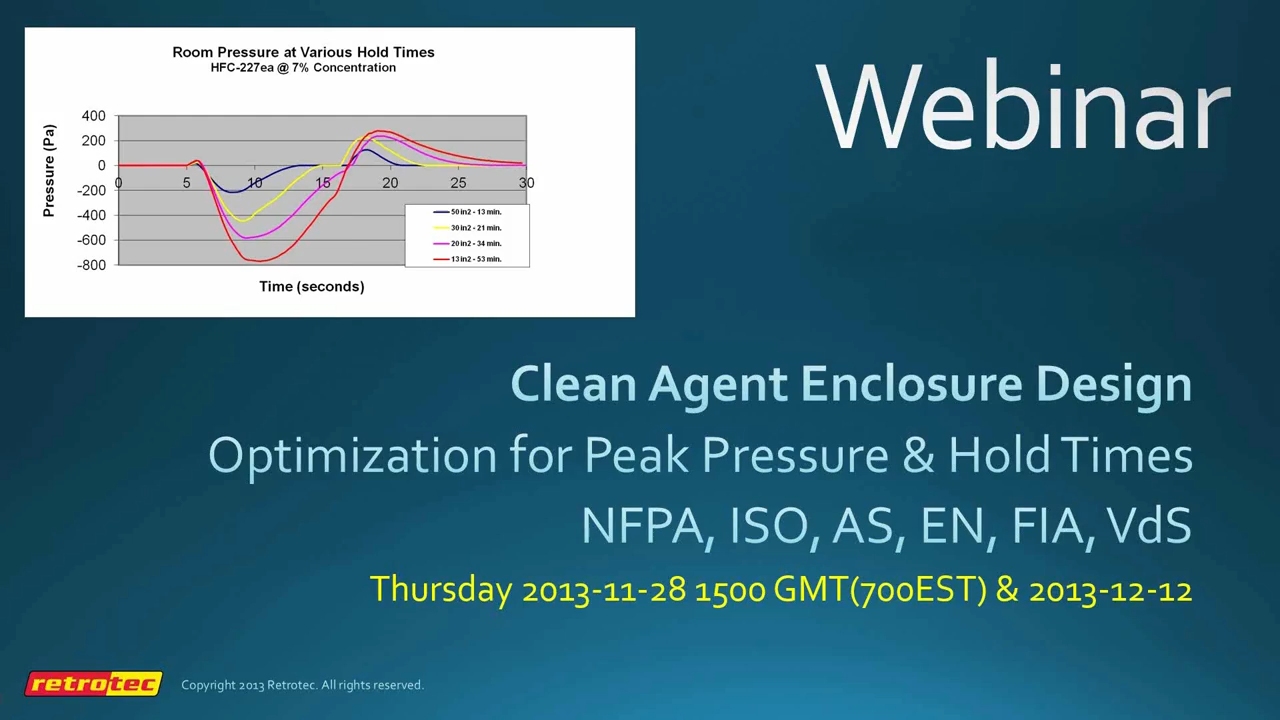 Room Pressure at Various Hold Times
HFC-227ea @ 7% Concentration
Pressure (Pa)
400
200
0
-200
-400
-600
-800
0 5 10 15 20 25 30
50 in2 - 13 min.
30 in2 - 21 min.
20 in2 - 34 min.
13 in2 - 53 min.
Time (seconds)
Webinar
Clean Agent Enclosure Design
Optimization for Peak Pressure & Hold Times
NFPA, ISO, AS, EN, FIA, VdS
Thursday 2013-11-28 1500 GMT(700EST) & 2013-12-12
retrotec
Copyright 2013 Retrotec. All rights reserved.